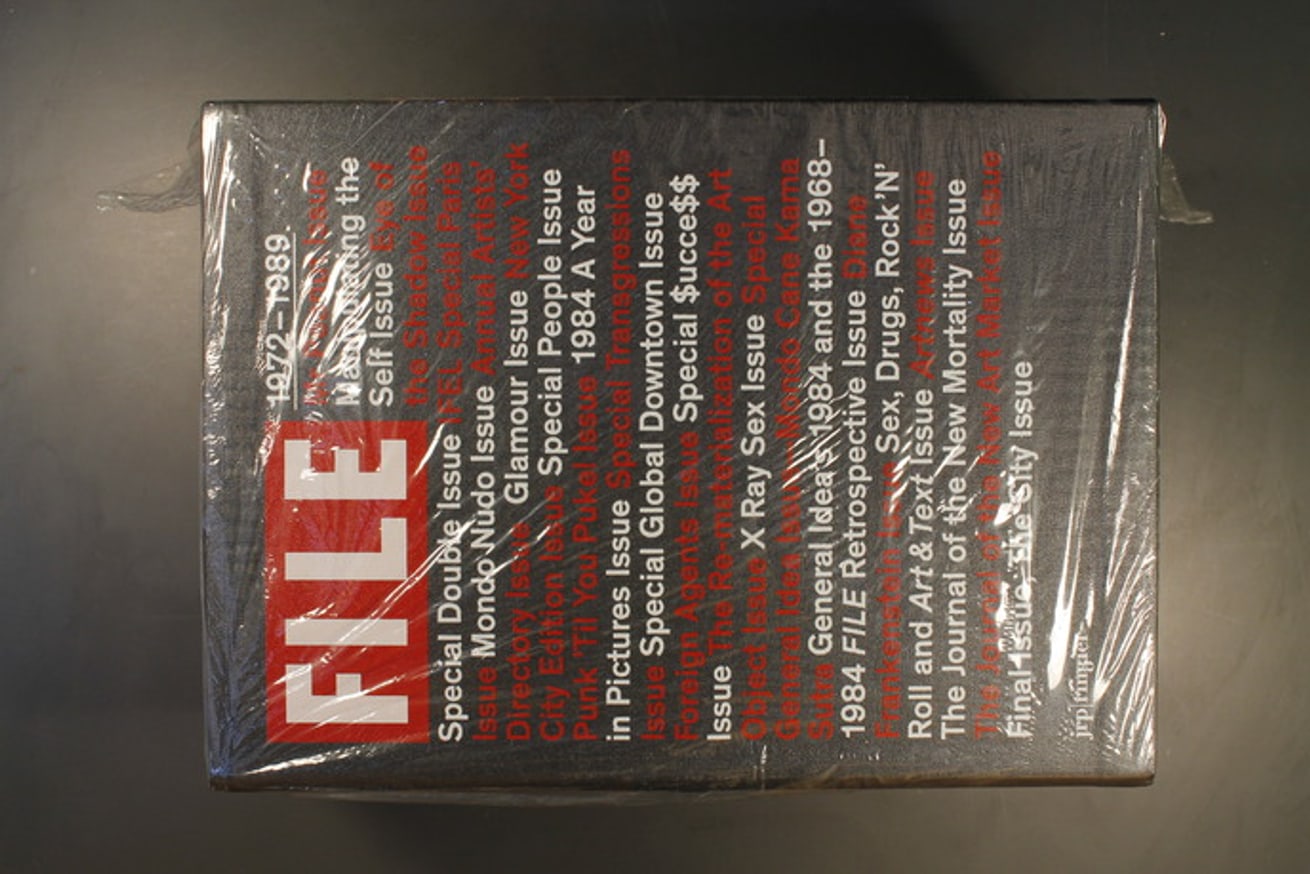 FILE
1972–1989
Issue
Manipulating the
Self Issue Eye of
the Shadow Issue
Special Double Issue IFEL Special Paris
Issue Mondo Nudo Issue Annual Artists'
Directory Issue Glamour Issue New York
City Edition Issue Special People Issue
Punk 'Til You Puke! Issue 1984 A Year
in Pictures Issue Special Transgressions
Issue Special Global Downtown Issue
Foreign Agents Issue Special $ucce$$
Issue The Re-materialization of the Art
Object Issue X Ray Sex Issue Special
General Idea Issue—Mondo Cane Kama
Sutra General Idea's 1984 and the 1968–
1984 FILE Retrospective Issue Diane
Frankenstein Issue Sex, Drugs, Rock'N'
Roll and Art & Text Issue Artnews Issue
The Journal of the New Mortality Issue
The Journal of the New Art Market Issue
Final Issue, The City Issue
jrp|ringier